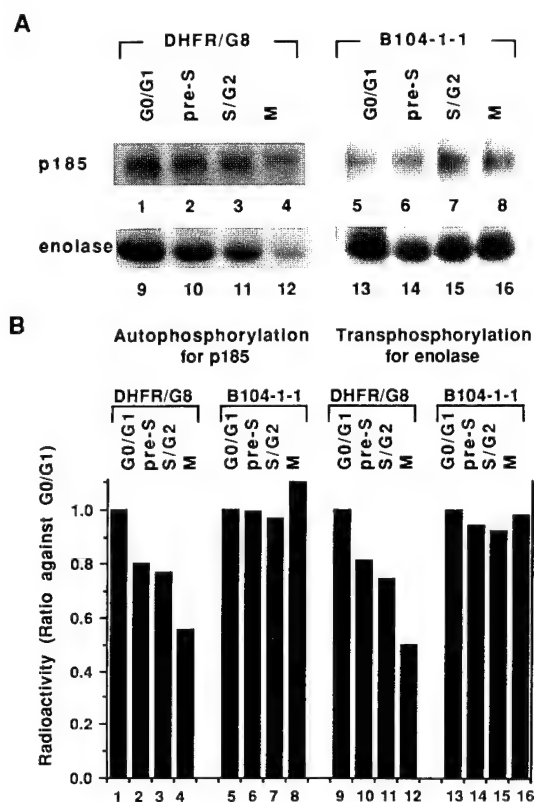 A
DHFR/G8 B104-1-1
G0/G1 pre-S S/G2 M G0/G1 pre-S S/G2 M
p185
1 2 3 4 5 6 7 8
enolase
9 10 11 12 13 14 15 16
B
Autophosphorylation Transphosphorylation
for p185 for enolase
DHFR/G8 B104-1-1 DHFR/G8 B104-1-1
G0/G1 pre-S S/G2 M G0/G1 pre-S S/G2 M G0/G1 pre-S S/G2 M G0/G1 pre-S S/G2 M
Radioactivity (Ratio against G0/G1)
1.0
0.8
0.6
0.4
0.2
0.0
1 2 3 4 5 6 7 8 9 10 11 12 13 14 15 16